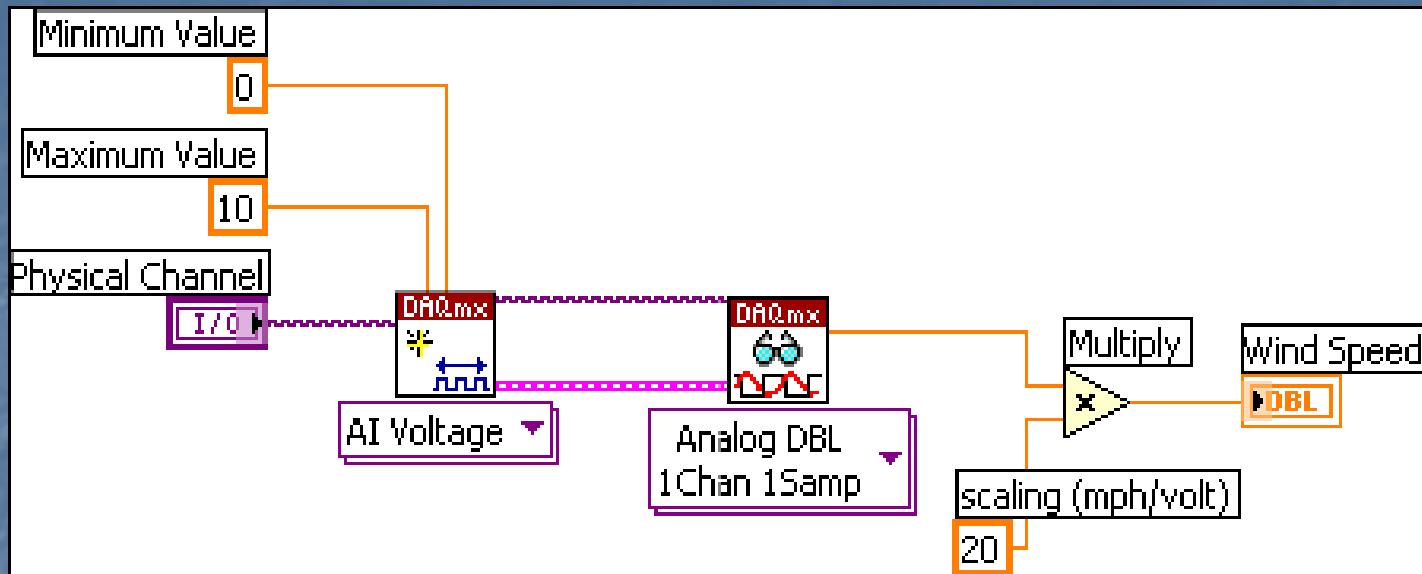 Minimum Value
0
Maximum Value
10
Physical Channel
I/O
DAQmx
AI Voltage
DAQmx
Analog DBL
1Chan 1Samp
Multiply
x
Wind Speed
DBL
scaling (mph/volt)
20